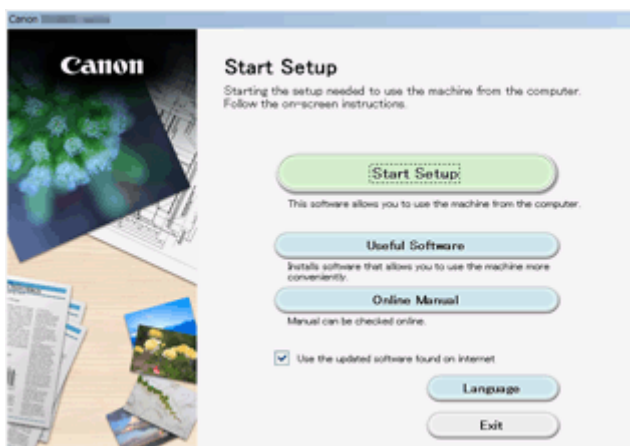 Canon
Canon
Start Setup
Starting the setup needed to use the machine from the computer.
Follow the on-screen instructions.
Start Setup
This software allows you to use the machine from the computer.
Useful Software
Installs software that allows you to use the machine more
conveniently.
Online Manual
Manual can be checked online.
Use the updated software found on internet
Language
Exit